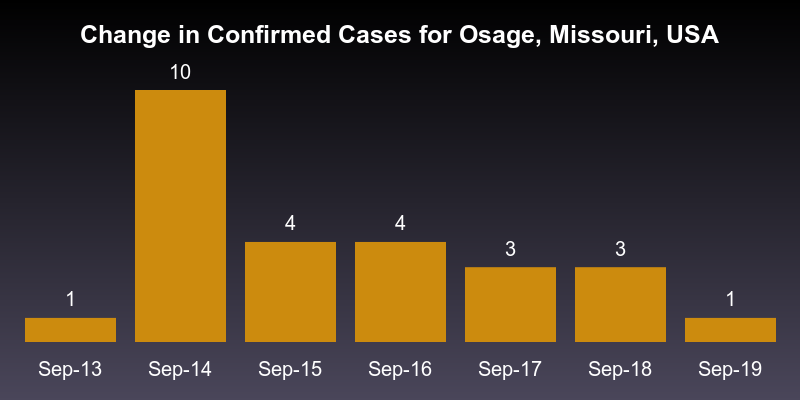 Change in Confirmed Cases for Osage, Missouri, USA
10
4
4
3
3
1
1
Sep-13
Sep-14
Sep-15
Sep-16
Sep-17
Sep-18
Sep-19